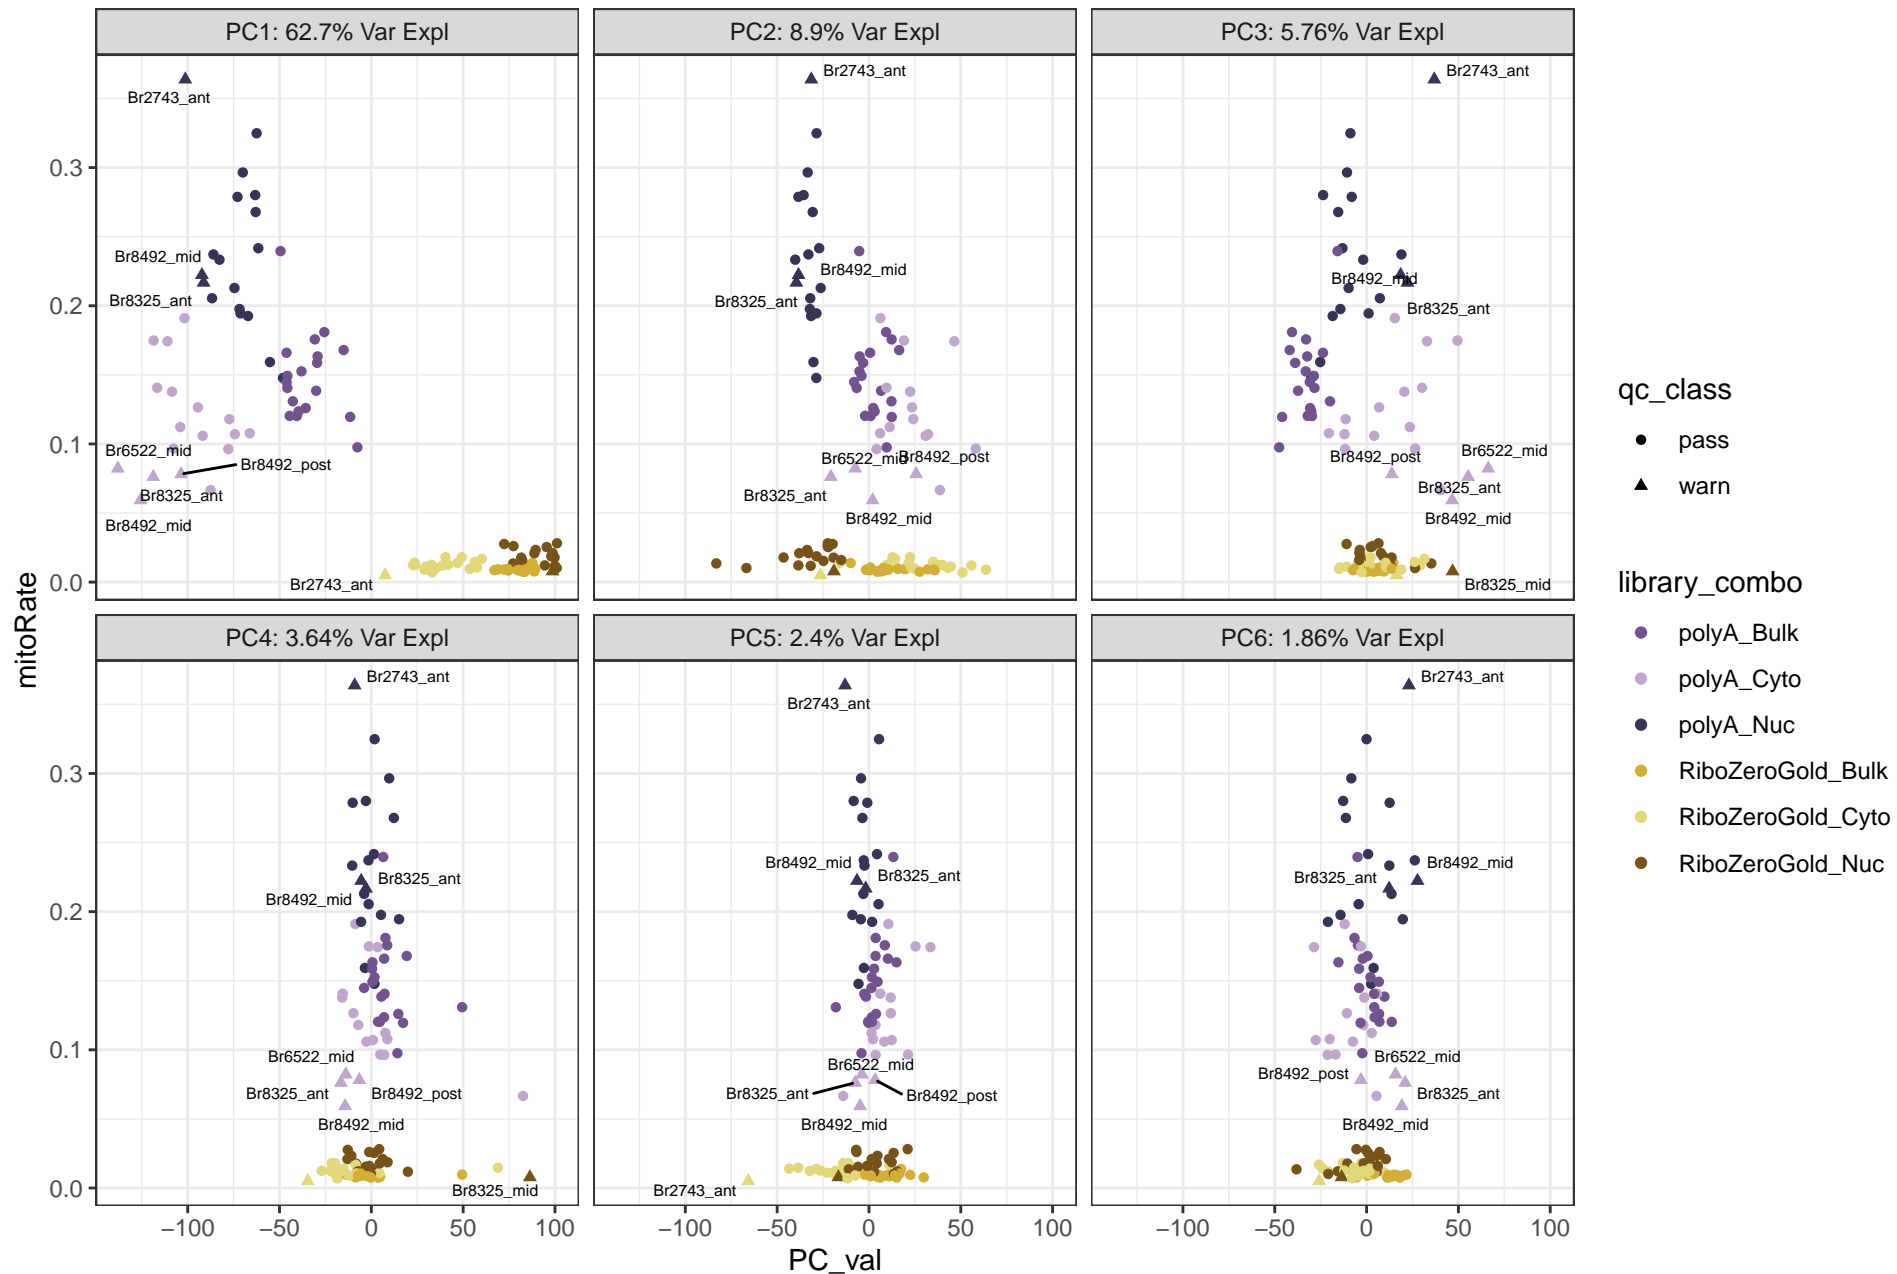 PC1: 62.7% Var Expl
PC2: 8.9% Var Expl
PC3: 5.76% Var Expl
Br2743_ant
Br8492_mid
Br8325_ant
Br6522_mid
Br8492_post
Br8325_ant
Br8492_mid
Br2743_ant
Br2743_ant
Br8492_mid
Br8325_ant
Br6522_mid
Br8492_post
Br8325_ant
Br8492_mid
Br2743_ant
Br8492_mid
Br8325_ant
Br6522_mid
Br8492_post
Br8325_ant
Br8492_mid
Br8325_mid
0.3
0.2
0.1
0.0
PC4: 3.64% Var Expl
PC5: 2.4% Var Expl
PC6: 1.86% Var Expl
Br2743_ant
Br8325_ant
Br8492_mid
Br6522_mid
Br8325_ant
Br8492_post
Br8492_mid
Br8325_mid
Br2743_ant
Br8492_mid
Br8325_ant
Br6522_mid
Br8325_ant
Br8492_post
Br8492_mid
Br2743_ant
Br2743_ant
Br8492_mid
Br8325_ant
Br6522_mid
Br8492_post
Br8325_ant
Br8492_mid
0.3
0.2
0.1
0.0
−100 −50 0 50 100
−100 −50 0 50 100
−100 −50 0 50 100
PC_val
mitoRate
qc_class
pass
warn
library_combo
polyA_Bulk
polyA_Cyto
polyA_Nuc
RiboZeroGold_Bulk
RiboZeroGold_Cyto
RiboZeroGold_Nuc